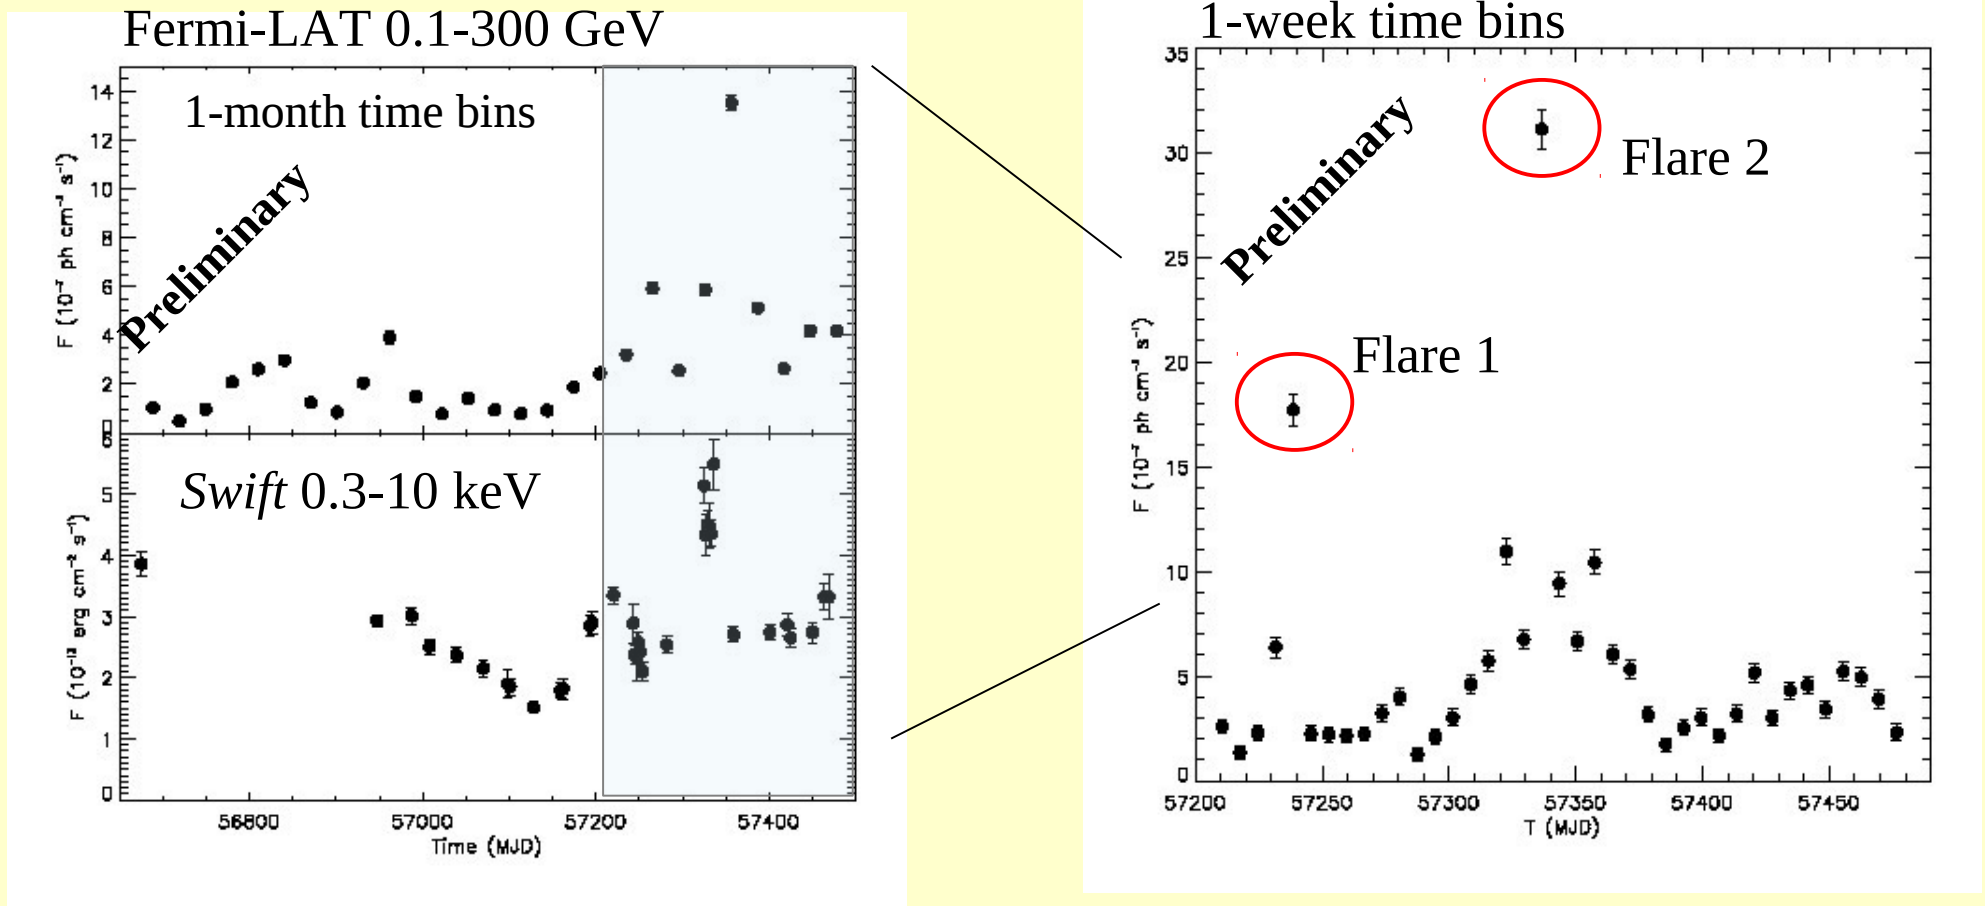 Fermi-LAT 0.1-300 GeV
1-month time bins
Preliminary
F (10⁻⁷ ph cm⁻² s⁻¹)
14
12
10
8
6
4
2
0
Swift 0.3-10 keV
F (10⁻¹² erg cm⁻² s⁻¹)
6
5
4
3
2
1
0
56800 57000 57200 57400
Time (MJD)
1-week time bins
Preliminary
Flare 2
Flare 1
F (10⁻⁷ ph cm⁻² s⁻¹)
35
30
25
20
15
10
5
0
57200 57250 57300 57350 57400 57450
T (MJD)